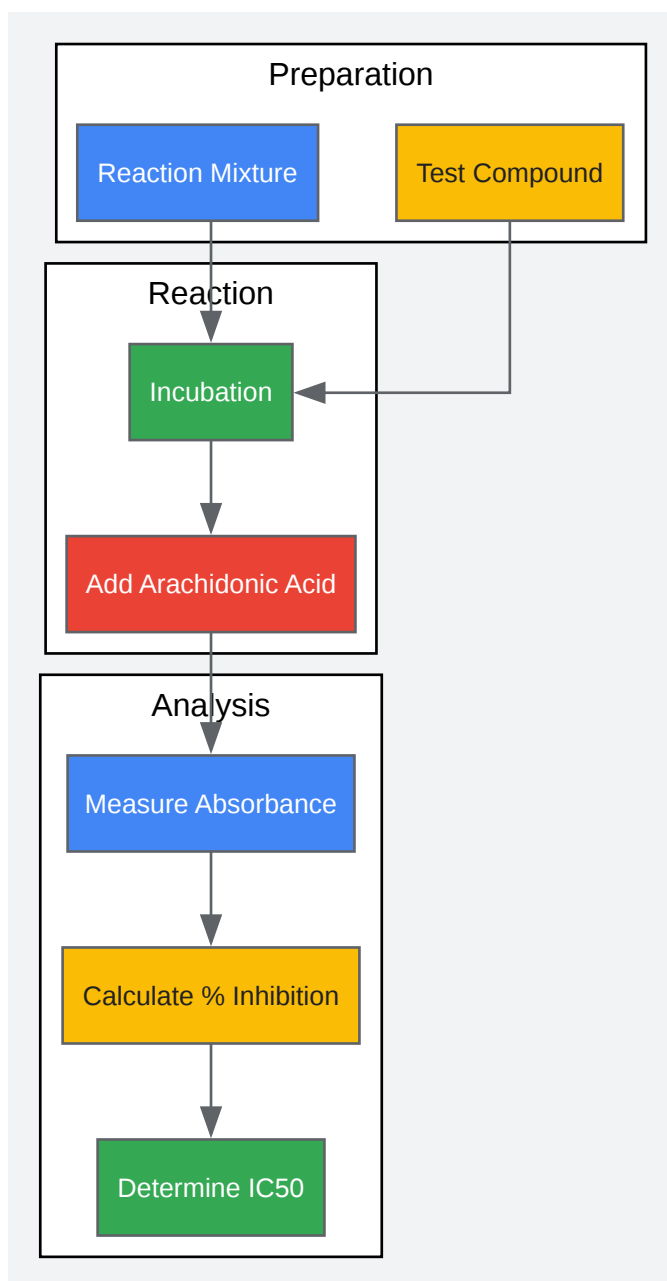 Preparation
Reaction Mixture
Test Compound
Reaction
Incubation
Add Arachidonic Acid
Analysis
Measure Absorbance
Calculate % Inhibition
Determine IC50